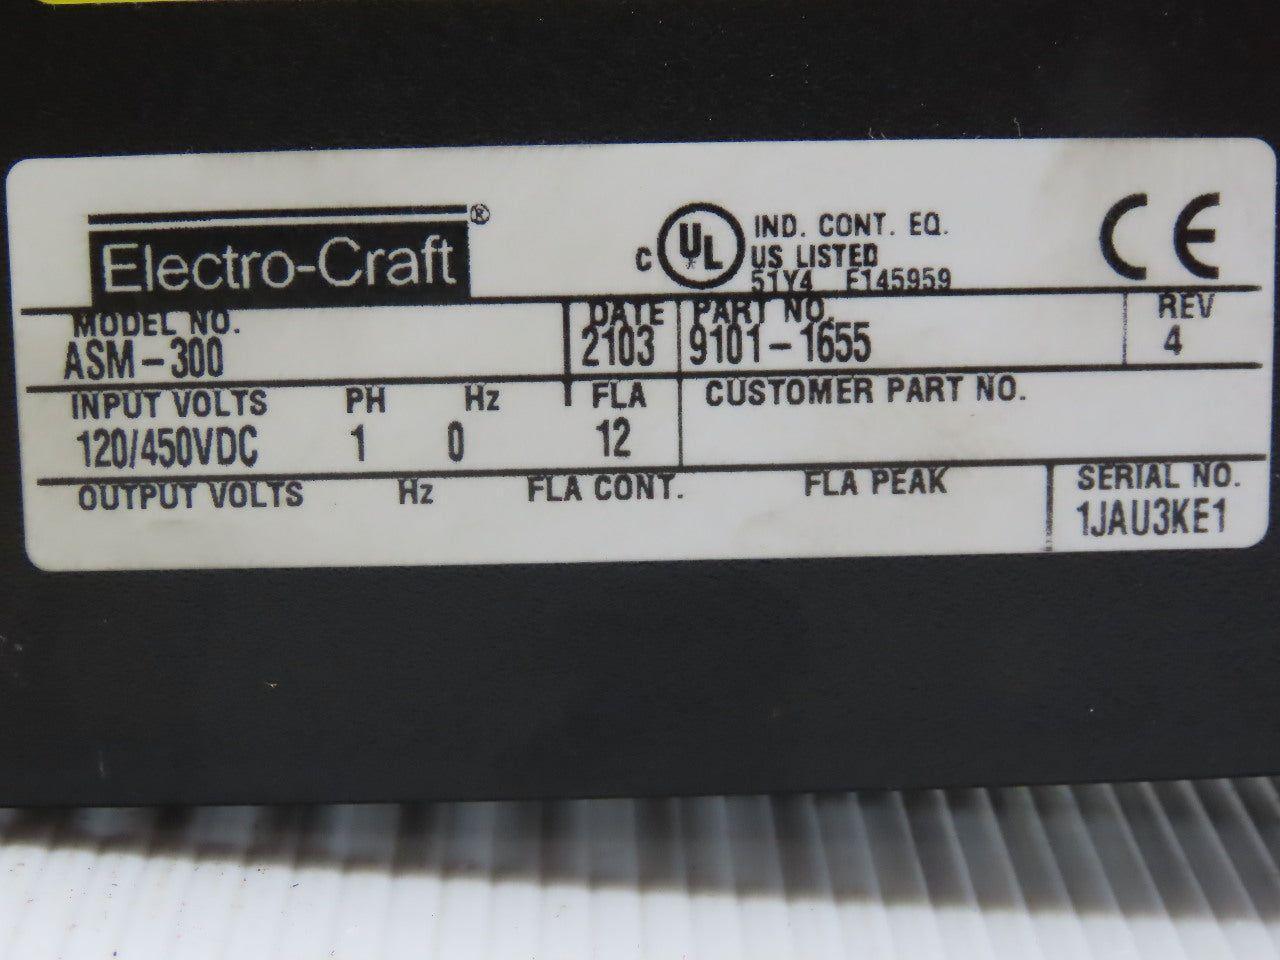 Electro-Craft®
c UL IND. CONT. EQ.
US LISTED
51Y4 E145959
CE
MODEL NO. DATE PART NO. REV
ASM-300 2103 9101-1655 4
INPUT VOLTS PH Hz FLA CUSTOMER PART NO.
120/450VDC 1 0 12
OUTPUT VOLTS Hz FLA CONT. FLA PEAK SERIAL NO.
1JAU3KE1